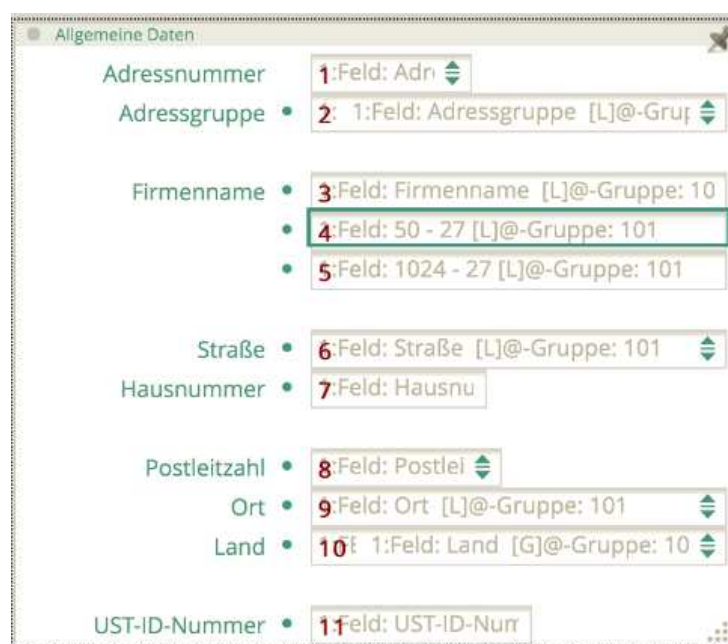 Allgemeine Daten
Adressnummer 1:Feld: Adr
Adressgruppe • 2: 1:Feld: Adressgruppe [L]@-Grup
Firmenname • 3:Feld: Firmenname [L]@-Gruppe: 10
• 4:Feld: 50 - 27 [L]@-Gruppe: 101
• 5:Feld: 1024 - 27 [L]@-Gruppe: 101
Straße • 6:Feld: Straße [L]@-Gruppe: 101
Hausnummer • 7:Feld: Hausnu
Postleitzahl • 8:Feld: Postlei
Ort • 9:Feld: Ort [L]@-Gruppe: 101
Land • 10 1:Feld: Land [G]@-Gruppe: 10
UST-ID-Nummer • 11:Feld: UST-ID-Num